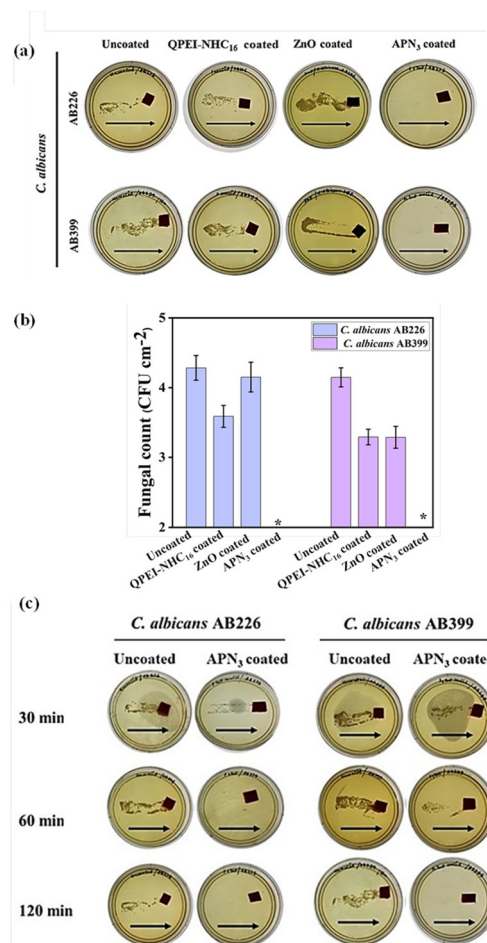 (a)
Uncoated QPEI-NHC16 coated ZnO coated APN3 coated
C. albicans
AB226
AB399
(b)
Fungal count (CFU cm-2)
5
4
3
2
C. albicans AB226
C. albicans AB399
*
*
Uncoated
QPEI-NHC16 coated
ZnO coated
APN3 coated
Uncoated
QPEI-NHC16 coated
ZnO coated
APN3 coated
(c)
C. albicans AB226 C. albicans AB399
Uncoated APN3 coated Uncoated APN3 coate
30 min
60 min
120 min